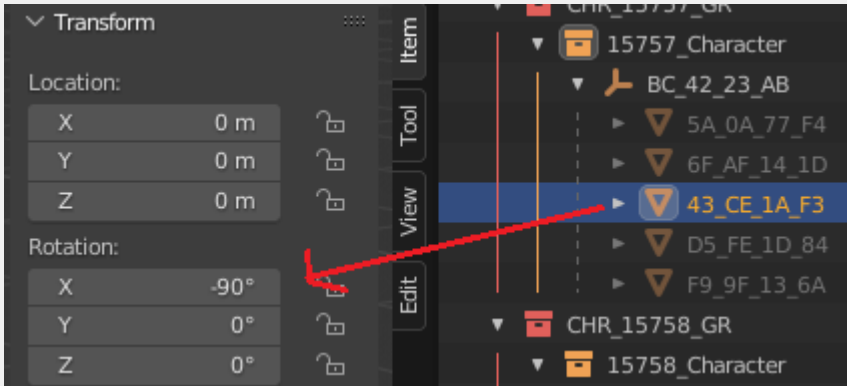 Transform
Location:
X 0 m
Y 0 m
Z 0 m
Rotation:
X -90°
Y 0°
Z 0°
Item
Tool
View
Edit
CHR_15757_GR
15757_Character
BC_42_23_AB
5A_0A_77_F4
6F_AF_14_1D
43_CE_1A_F3
D5_FE_1D_84
F9_9F_13_6A
CHR_15758_GR
15758_Character